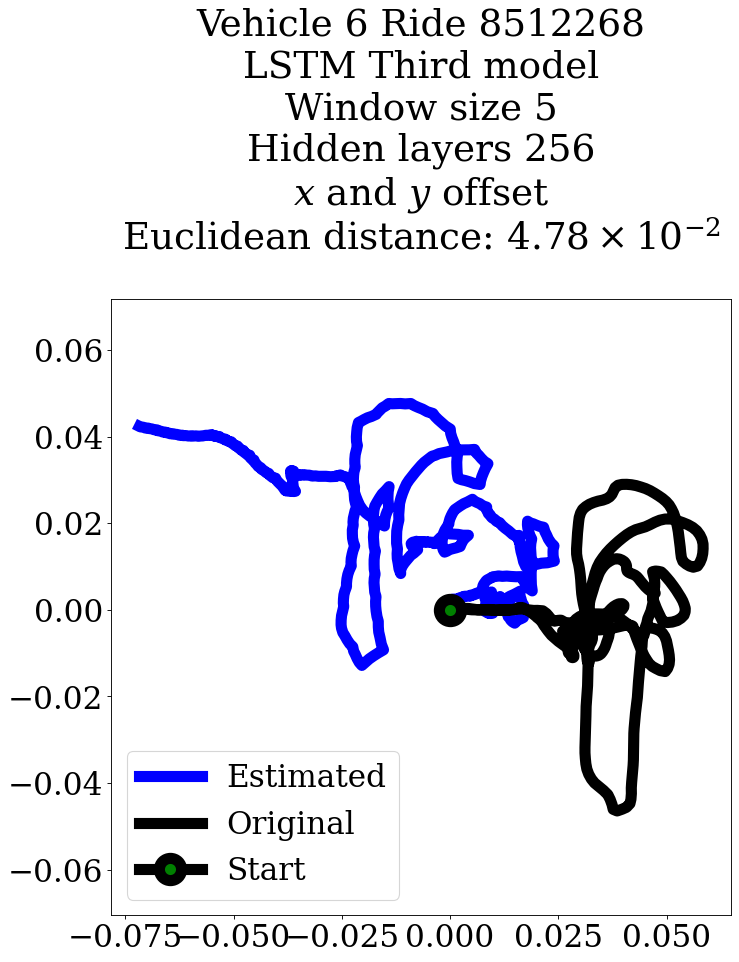 Vehicle 6 Ride 8512268
LSTM Third model
Window size 5
Hidden layers 256
x and y offset
Euclidean distance: 4.78 × 10⁻²
0.06
0.04
0.02
0.00
−0.02
−0.04
−0.06
Estimated
Original
Start
−0.075 −0.050 −0.025 0.000 0.025 0.050